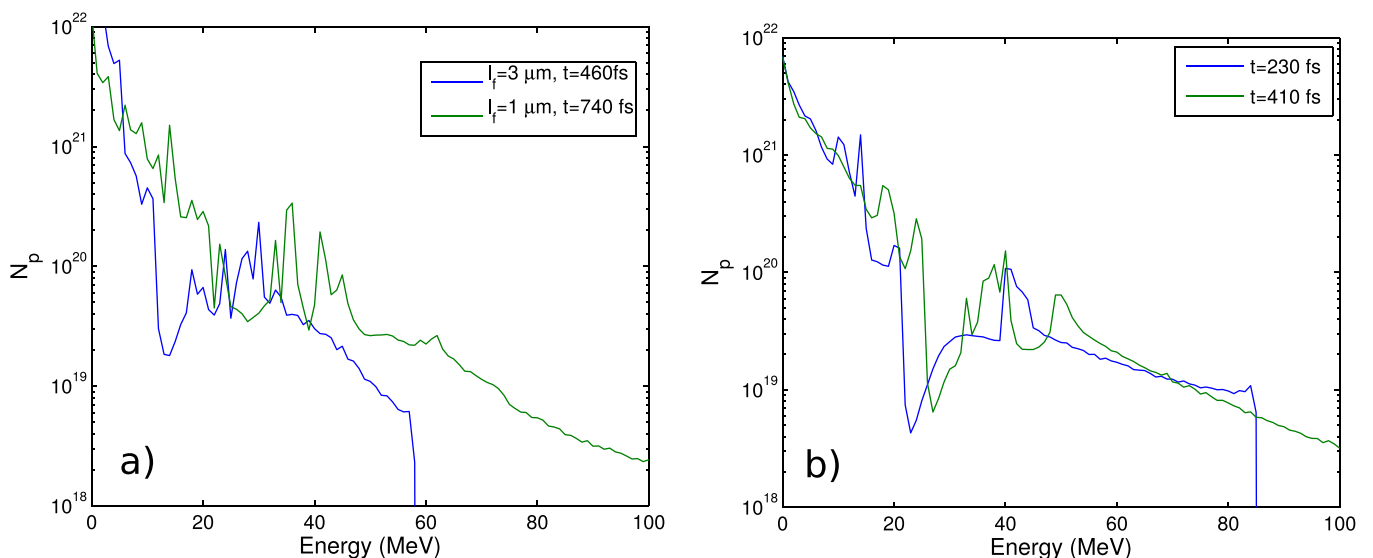 10^22
10^21
10^20
10^19
10^18
N_p
l_f=3 μm, t=460fs
l_f=1 μm, t=740 fs
a)
0 20 40 60 80 100
Energy (MeV)
10^22
10^21
10^20
10^19
10^18
N_p
t=230 fs
t=410 fs
b)
0 20 40 60 80 100
Energy (MeV)